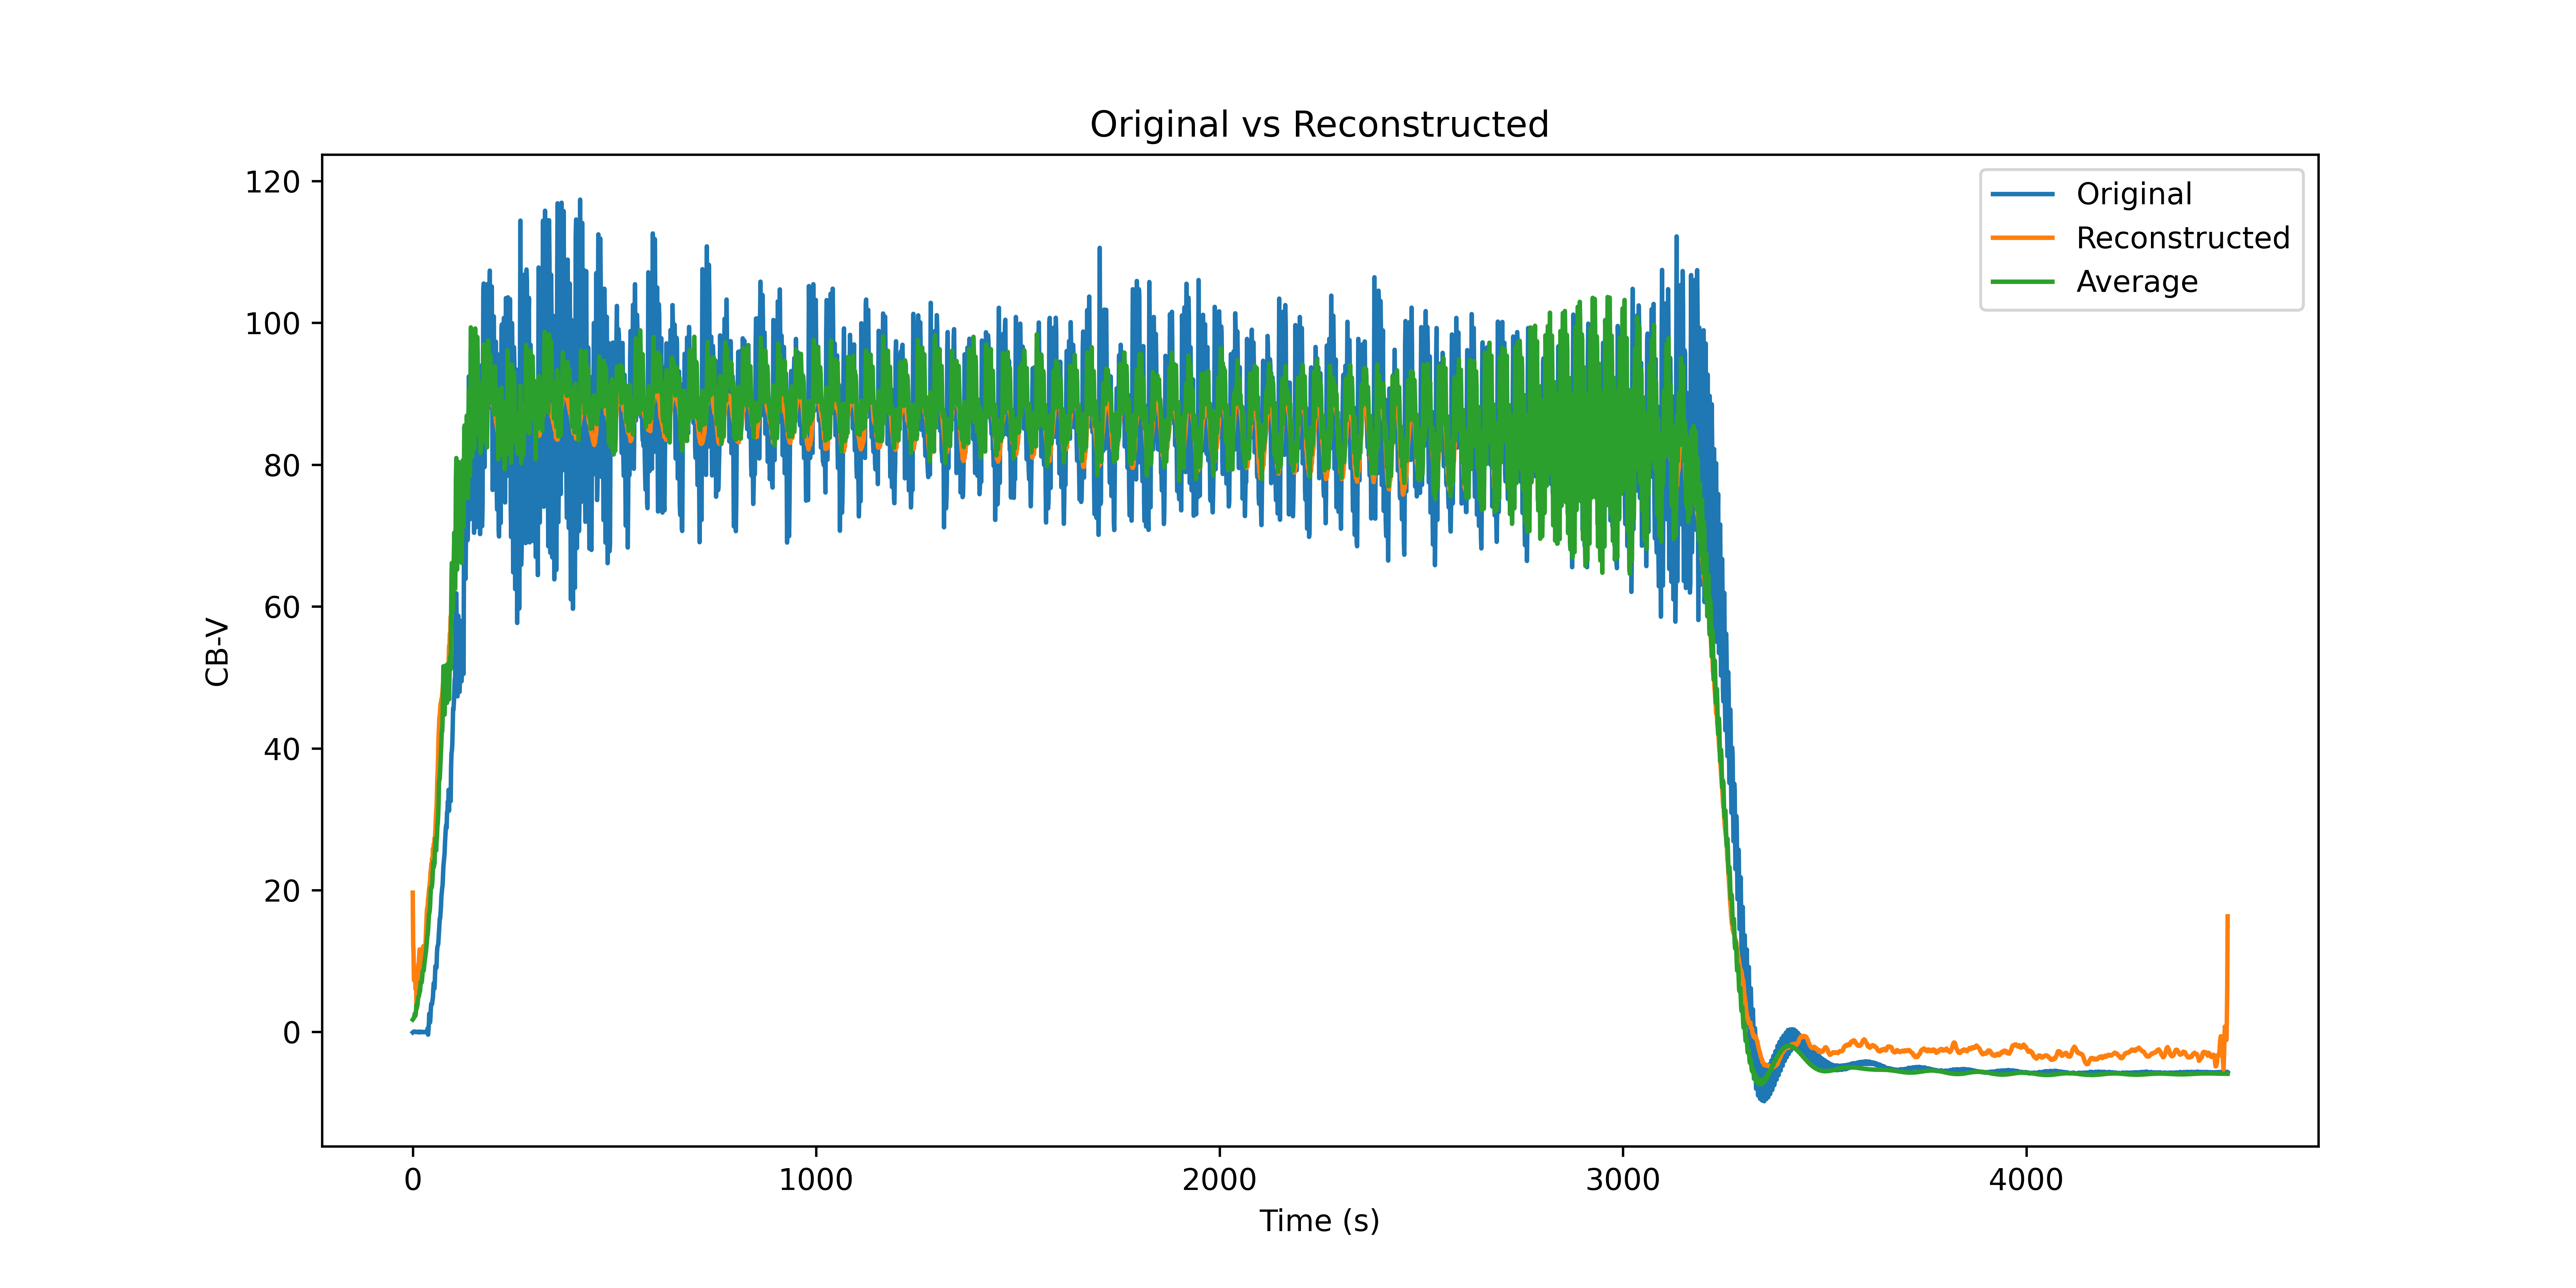 Original vs Reconstructed
120
100
80
60
40
20
0
CB-V
Original
Reconstructed
Average
0
1000
2000
3000
4000
Time (s)